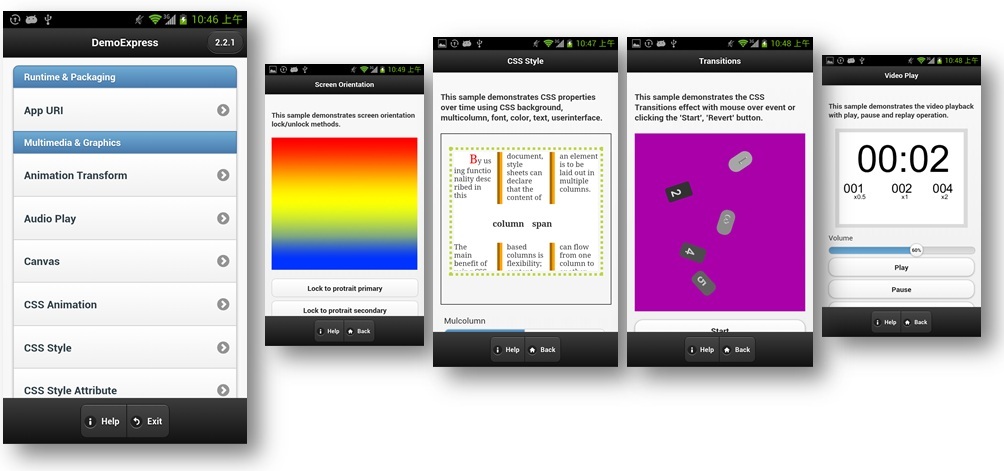 10:46 上午
DemoExpress
2.2.1
Runtime & Packaging
App URI
Multimedia & Graphics
Animation Transform
Audio Play
Canvas
CSS Animation
CSS Style
CSS Style Attribute
Help
Exit
10:49 上午
Screen Orientation
This sample demonstrates screen orientation
lock/unlock methods.
Lock to protrait primary
Lock to protrait secondary
Help
Back
10:47 上午
CSS Style
This sample demonstrates CSS properties
over time using CSS background,
multicolumn, font, color, text, userinterface.
By us
ing functio
nality desc
ribed in
this
document,
style
sheets can
declare
that the
content of
an element
is to be
laid out in
multiple
columns.
column span
The
main
benefit of
based
columns is
flexibility;
can flow
from one
column to
Mulcolumn
Help
Back
10:48 上午
Transitions
This sample demonstrates the CSS
Transitions effect with mouse over event or
clicking the 'Start', 'Revert' button.
1
2
3
4
5
Start
Help
Back
10:48 上午
Video Play
This sample demonstrates the video playback
with play, pause and replay operation.
00:02
001 002 004
x0.5 x1 x2
Volume
60%
Play
Pause
Help
Back